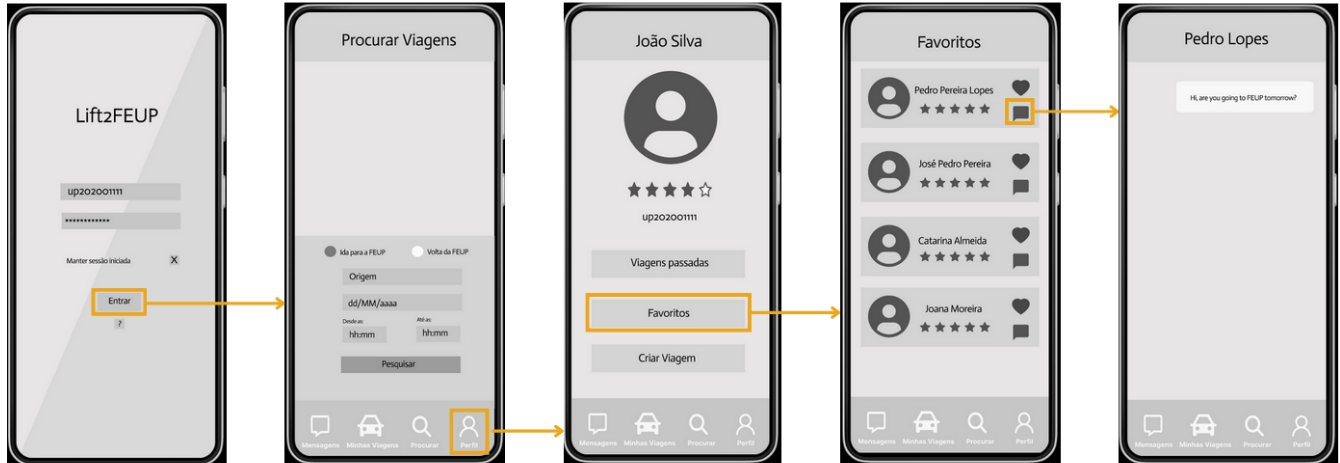 Lift2FEUP
up202001111
************
Manter sessão iniciada X
Entrar
?
Procurar Viagens
Ida para a FEUP Volta da FEUP
Origem
dd/MM/aaaa
Desde as: Até as:
hh:mm hh:mm
Pesquisar
Mensagens Minhas Viagens Procurar Perfil
João Silva
up202001111
Viagens passadas
Favoritos
Criar Viagem
Mensagens Minhas Viagens Procurar Perfil
Favoritos
Pedro Pereira Lopes
José Pedro Pereira
Catarina Almeida
Joana Moreira
Mensagens Minhas Viagens Procurar Perfil
Pedro Lopes
Hi, are you going to FEUP tomorrow?
Mensagens Minhas Viagens Procurar Perfil